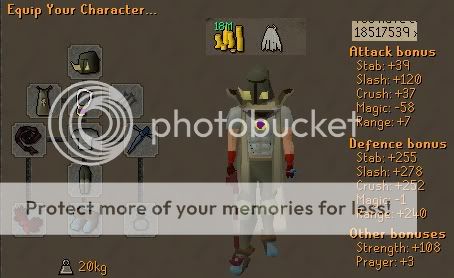 Equip Your Character...
18M
18517539 x
Attack bonus
Stab: +39
Slash: +120
Crush: +37
Magic: -58
Range: +7
photobucket
Defence bonus
Stab: +255
Slash: +278
Crush: +252
Magic: -1
Range: +240
Protect more of your memories for less!
Other bonuses
Strength: +108
Prayer: +3
20kg